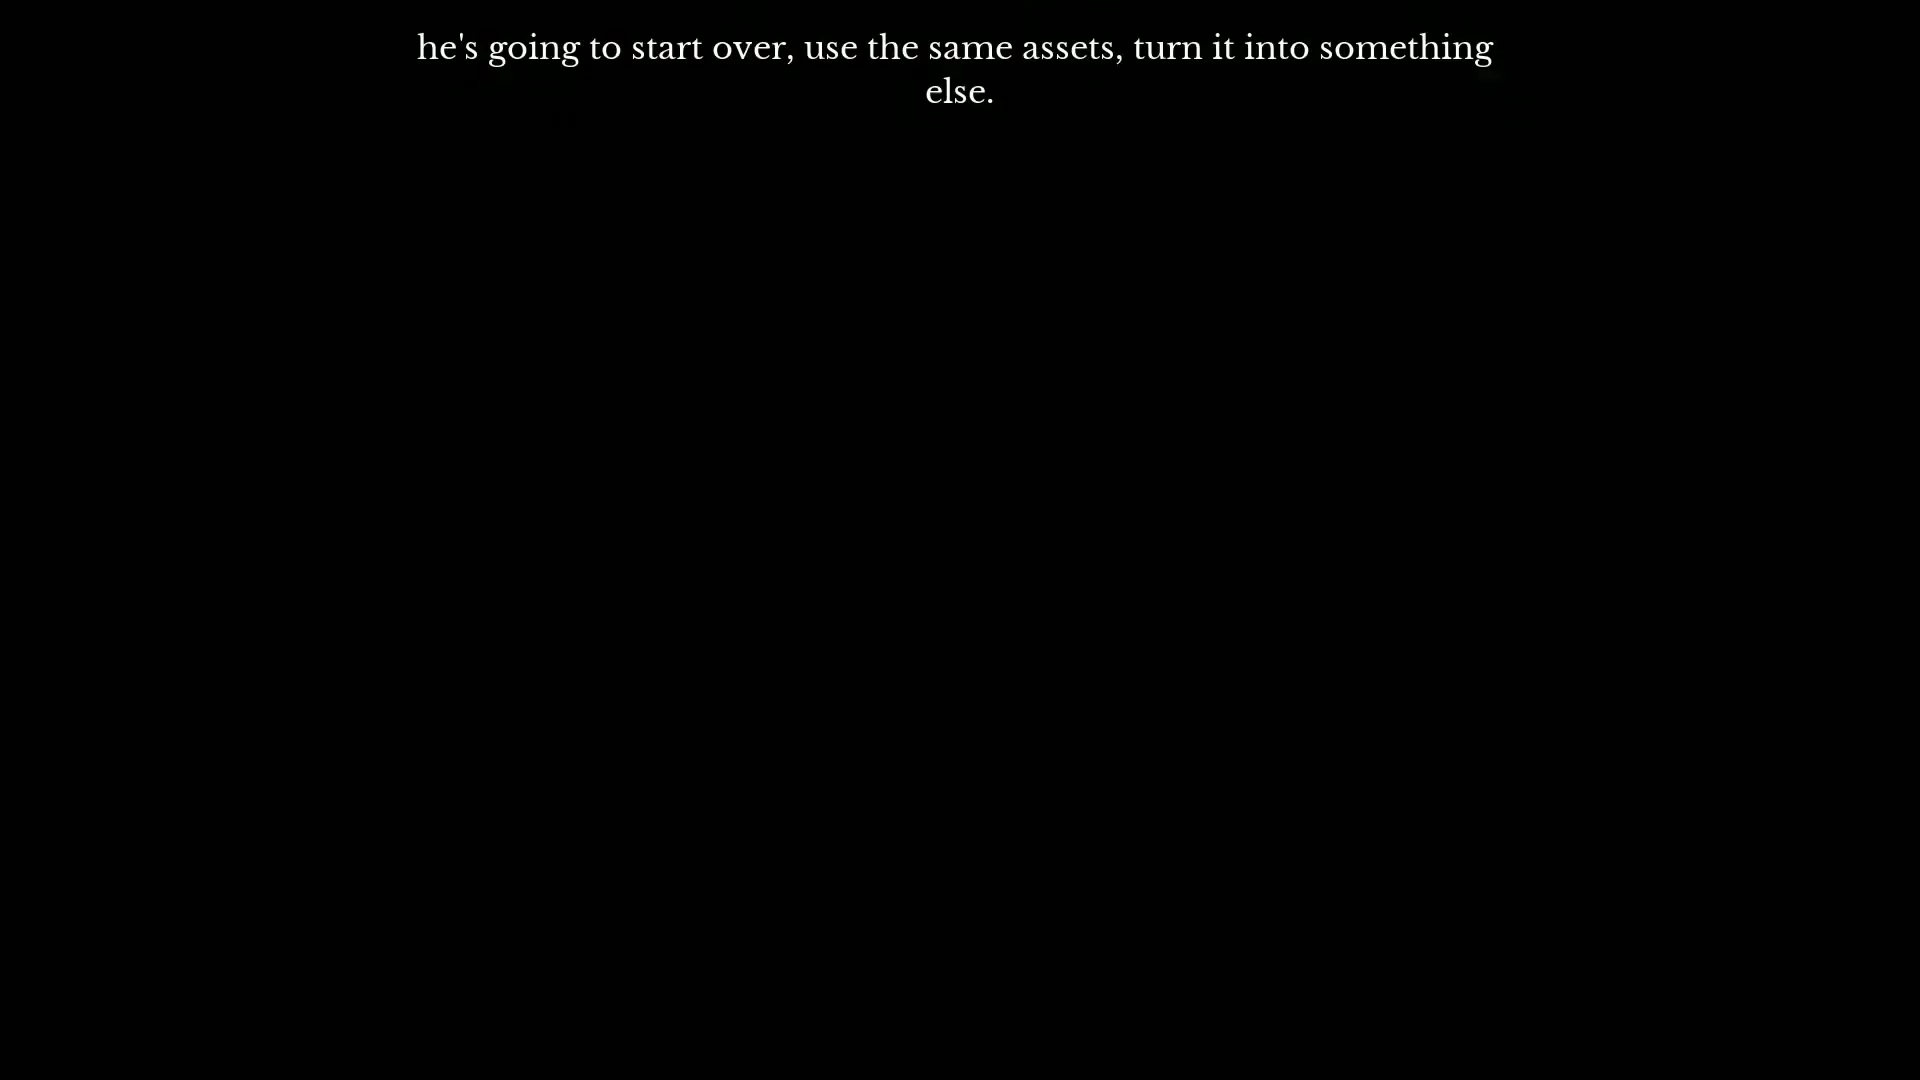 he's going to start over, use the same assets, turn it into something
else.